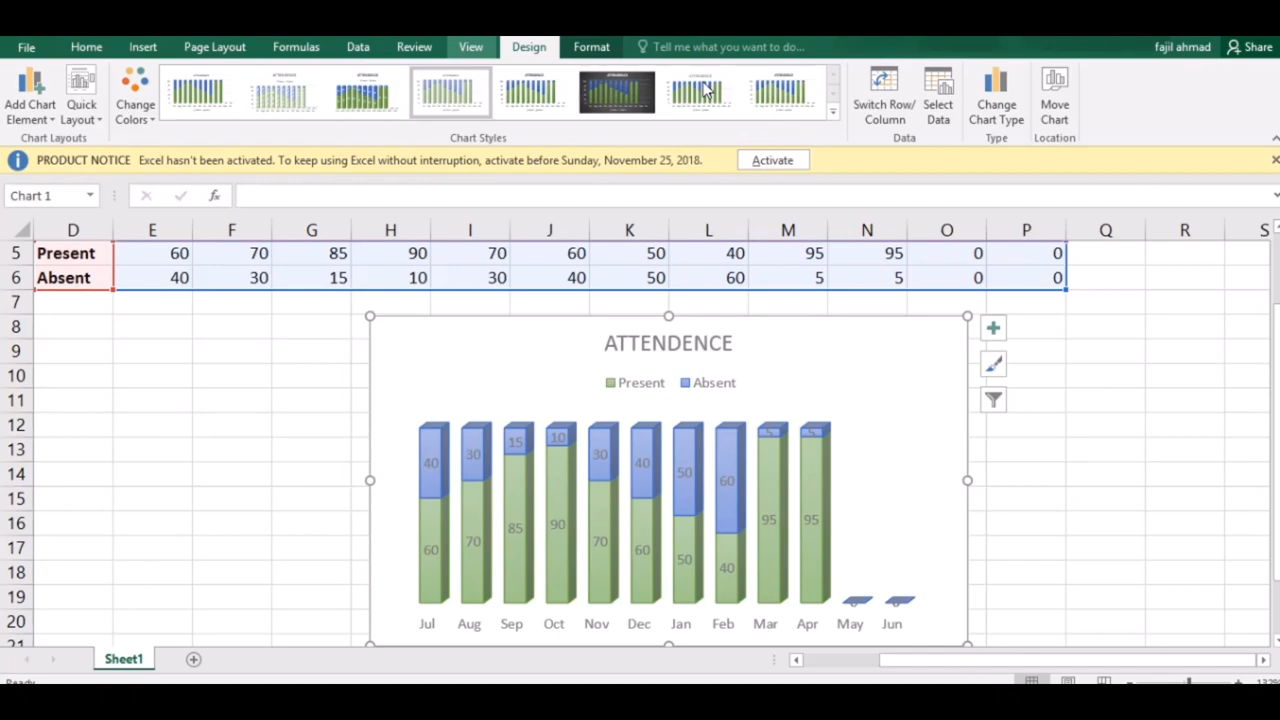 File Home Insert Page Layout Formulas Data Review View Design Format Tell me what you want to do... fajil ahmad Share
Add Chart Element Quick Layout Change Colors Switch Row/ Column Select Data Change Chart Type Move Chart
Chart Layouts Chart Styles Data Type Location
PRODUCT NOTICE Excel hasn't been activated. To keep using Excel without interruption, activate before Sunday, November 25, 2018. Activate
Chart 1 fx
D E F G H I J K L M N O P Q R S
5 Present 60 70 85 90 70 60 50 40 95 95 0 0
6 Absent 40 30 15 10 30 40 50 60 5 5 0 0
7
8
9 ATTENDENCE
10 Present Absent
11
12
13 40 30 15 10 30 40 50 60 5 5
14
15
16
17 60 70 85 90 70 60 50 40 95 95
18
19
20 Jul Aug Sep Oct Nov Dec Jan Feb Mar Apr May Jun
21
Sheet1
Ready 132%